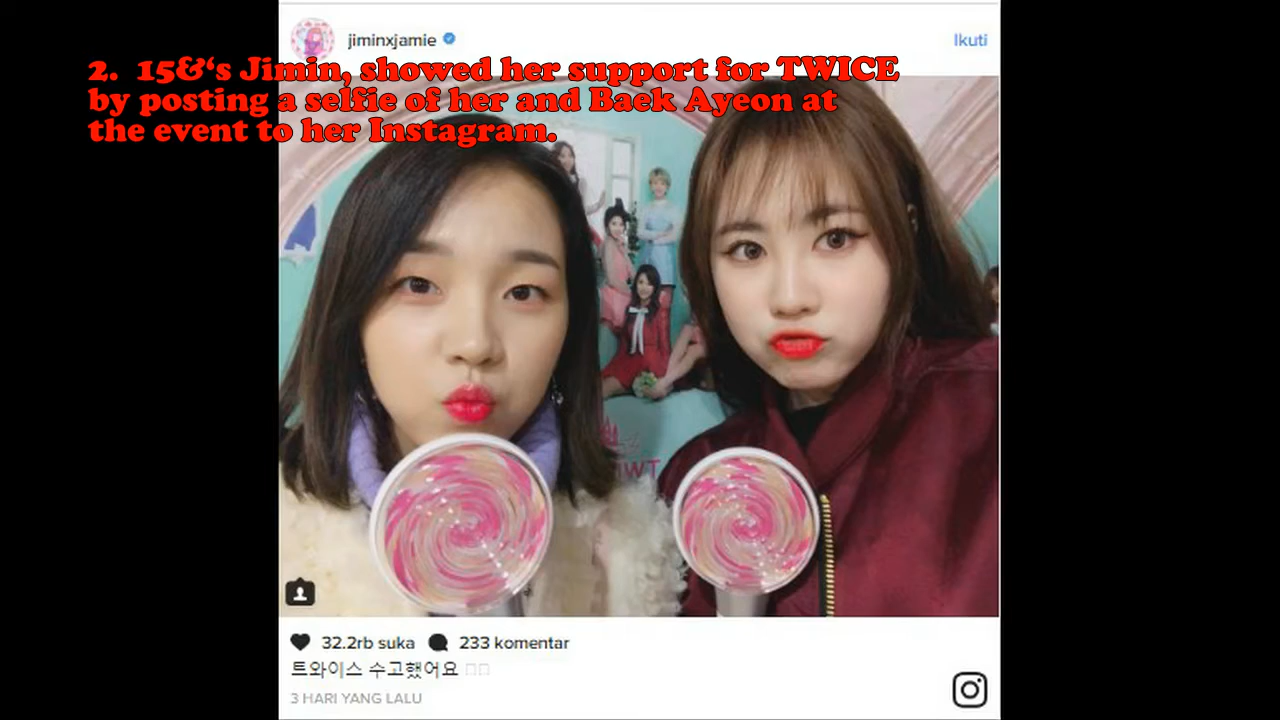 jiminxjamie
Ikuti
2. 15&‘s Jimin, showed her support for TWICE
by posting a selfie of her and Baek Ayeon at
the event to her Instagram.
32.2rb suka 233 komentar
트와이스 수고했어요
3 HARI YANG LALU